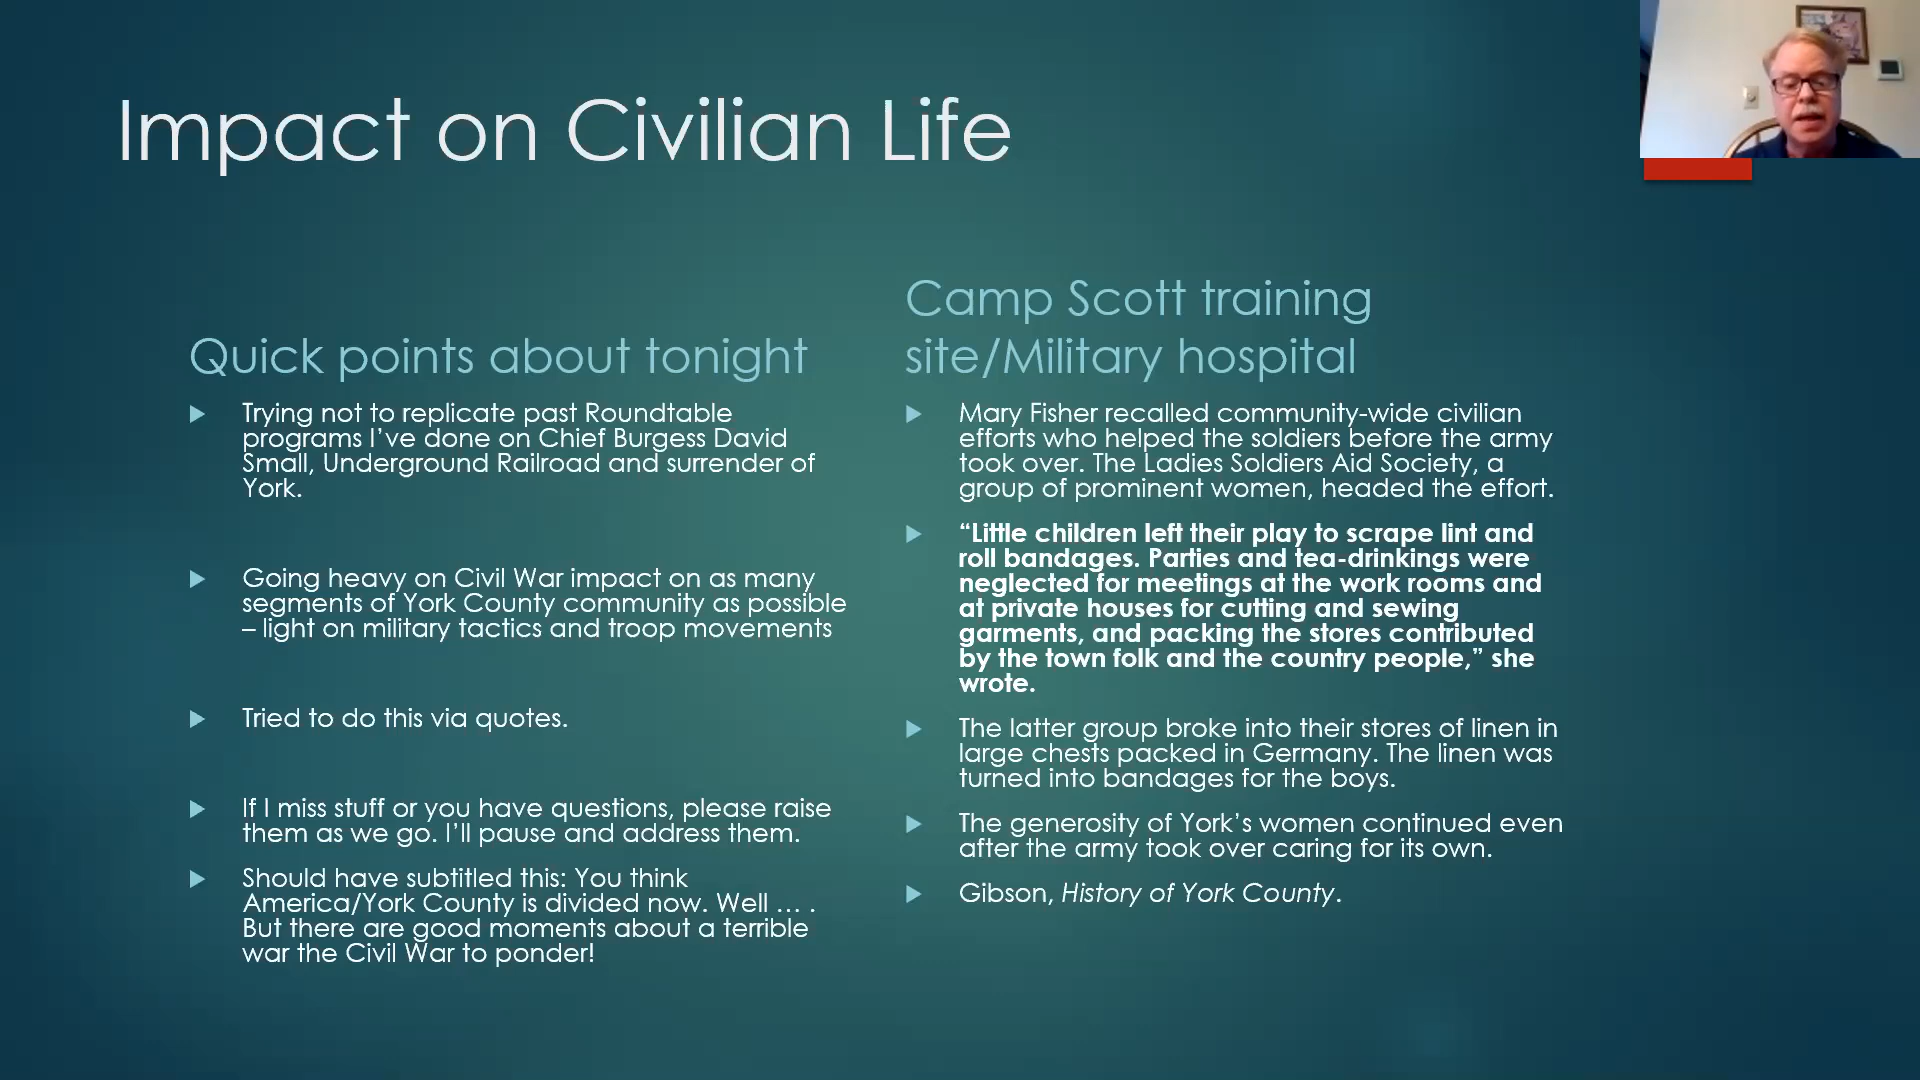 Impact on Civilian Life
Quick points about tonight
Trying not to replicate past Roundtable
programs I’ve done on Chief Burgess David
Small, Underground Railroad and surrender of
York.
Going heavy on Civil War impact on as many
segments of York County community as possible
– light on military tactics and troop movements
Tried to do this via quotes.
If I miss stuff or you have questions, please raise
them as we go. I’ll pause and address them.
Should have subtitled this: You think
America/York County is divided now. Well … .
But there are good moments about a terrible
war the Civil War to ponder!
Camp Scott training
site/Military hospital
Mary Fisher recalled community-wide civilian
efforts who helped the soldiers before the army
took over. The Ladies Soldiers Aid Society, a
group of prominent women, headed the effort.
“Little children left their play to scrape lint and
roll bandages. Parties and tea-drinkings were
neglected for meetings at the work rooms and
at private houses for cutting and sewing
garments, and packing the stores contributed
by the town folk and the country people,” she
wrote.
The latter group broke into their stores of linen in
large chests packed in Germany. The linen was
turned into bandages for the boys.
The generosity of York’s women continued even
after the army took over caring for its own.
Gibson, History of York County.